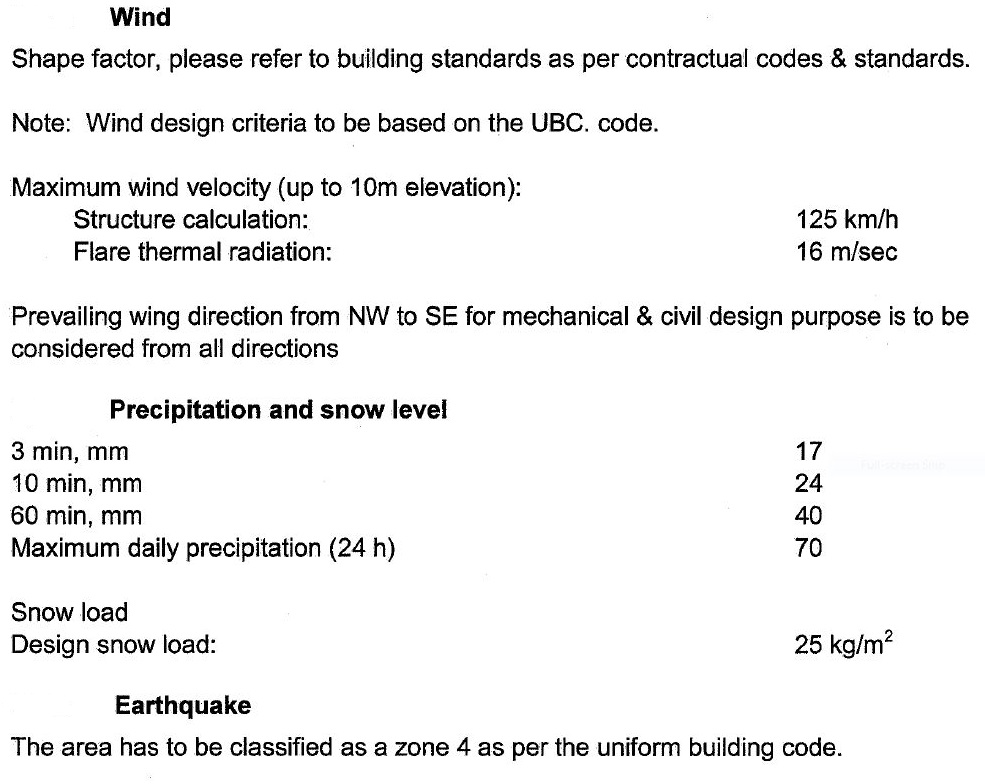 Wind
Shape factor, please refer to building standards as per contractual codes & standards.
Note: Wind design criteria to be based on the UBC. code.
Maximum wind velocity (up to 10m elevation):
Structure calculation: 125 km/h
Flare thermal radiation: 16 m/sec
Prevailing wing direction from NW to SE for mechanical & civil design purpose is to be
considered from all directions
Precipitation and snow level
3 min, mm 17
10 min, mm 24
60 min, mm 40
Maximum daily precipitation (24 h) 70
Snow load
Design snow load: 25 kg/m²
Earthquake
The area has to be classified as a zone 4 as per the uniform building code.